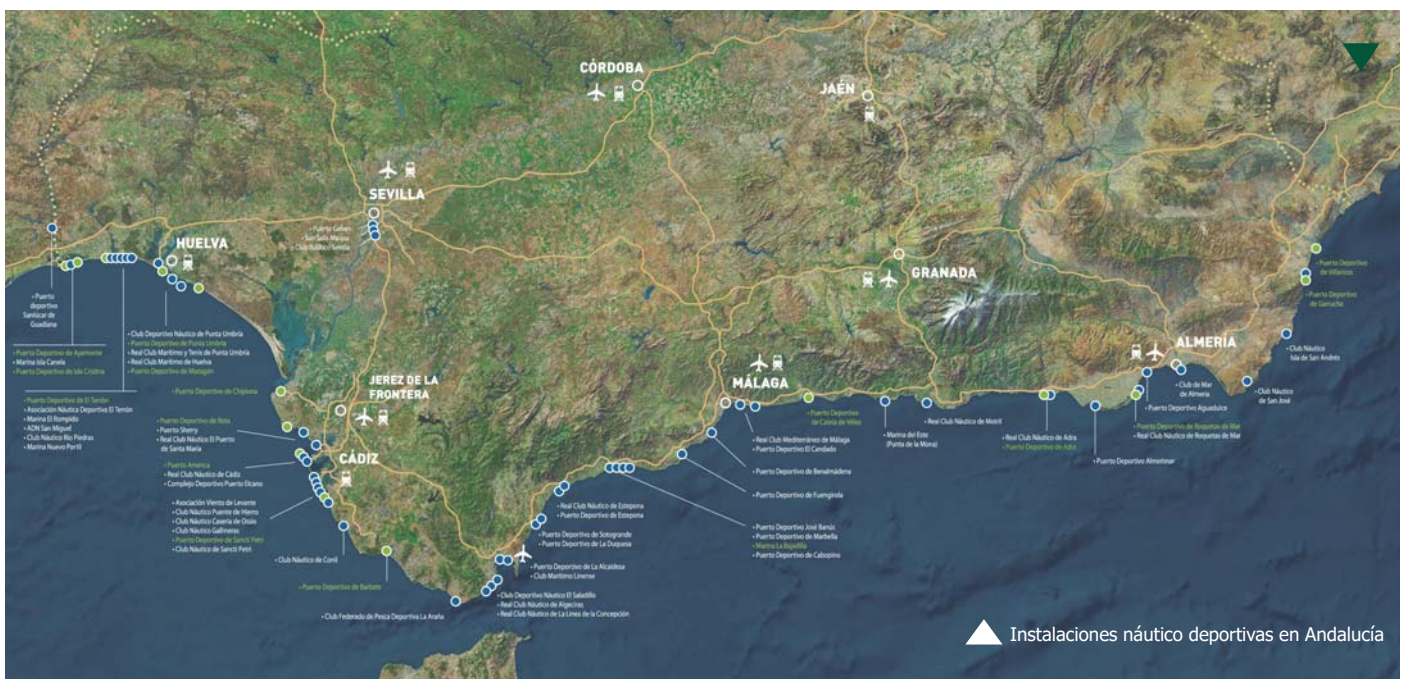 CÓRDOBA
JAÉN
SEVILLA
• Puerto Gelves
• Club Náutico Sevilla
HUELVA
GRANADA
• Puerto
deportivo
Sanlúcar de
Guadiana
• Puerto Deportivo de Ayamonte
• Marina Isla Canela
• Puerto Deportivo de Isla Cristina
• Puerto Deportivo de El Terrón
• Asociación Náutica Deportiva El Terrón
• Marina El Rompido
• ADN San Miguel
• Club Náutico Río Piedras
• Marina Nuevo Portil
• Club Deportivo Náutico de Punta Umbría
• Puerto Deportivo de Punta Umbría
• Real Club Marítimo y Tenis de Punta Umbría
• Real Club Marítimo de Huelva
• Puerto Deportivo de Mazagón
• Puerto Deportivo de Chipiona
JEREZ DE LA
FRONTERA
• Puerto Deportivo de Rota
• Puerto Sherry
• Real Club Náutico El Puerto
de Santa María
CÁDIZ
• Puerto América
• Real Club Náutico de Cádiz
• Complejo Deportivo Puerto Elcano
• Asociación Viento de Levante
• Club Náutico Puente de Hierro
• Club Náutico Casería de Ossio
• Club Náutico Gallineras
• Puerto Deportivo de Sancti Petri
• Club Náutico de Sancti Petri
• Club Náutico de Conil
• Puerto Deportivo de Barbate
• Club Federado de Pesca Deportiva La Araña
• Club Deportivo Náutico El Saladillo
• Real Club Náutico de Algeciras
• Real Club Náutico de La Línea de la Concepción
• Puerto Deportivo de La Alcaidesa
• Club Marítimo Linense
• Puerto Deportivo de Sotogrande
• Puerto Deportivo de La Duquesa
• Real Club Náutico de Estepona
• Puerto Deportivo de Estepona
• Puerto Deportivo José Banús
• Puerto Deportivo de Marbella
• Marina La Bajadilla
• Puerto Deportivo de Cabopino
• Puerto Deportivo de Fuengirola
• Puerto Deportivo de Benalmádena
MÁLAGA
• Real Club Mediterráneo de Málaga
• Puerto Deportivo El Candado
• Puerto Deportivo
de Caleta de Vélez
• Marina del Este
(Punta de la Mona)
• Real Club Náutico de Motril
• Real Club Náutico de Adra
• Puerto Deportivo de Adra
• Puerto Deportivo Almerimar
• Puerto Deportivo de Roquetas de Mar
• Real Club Náutico de Roquetas de Mar
• Puerto Deportivo Aguadulce
ALMERÍA
• Club de Mar
de Almería
• Club Náutico
de San José
• Club Náutico
Isla de San Andrés
• Puerto Deportivo
de Garrucha
• Puerto Deportivo
de Villaricos
Instalaciones náutico deportivas en Andalucía